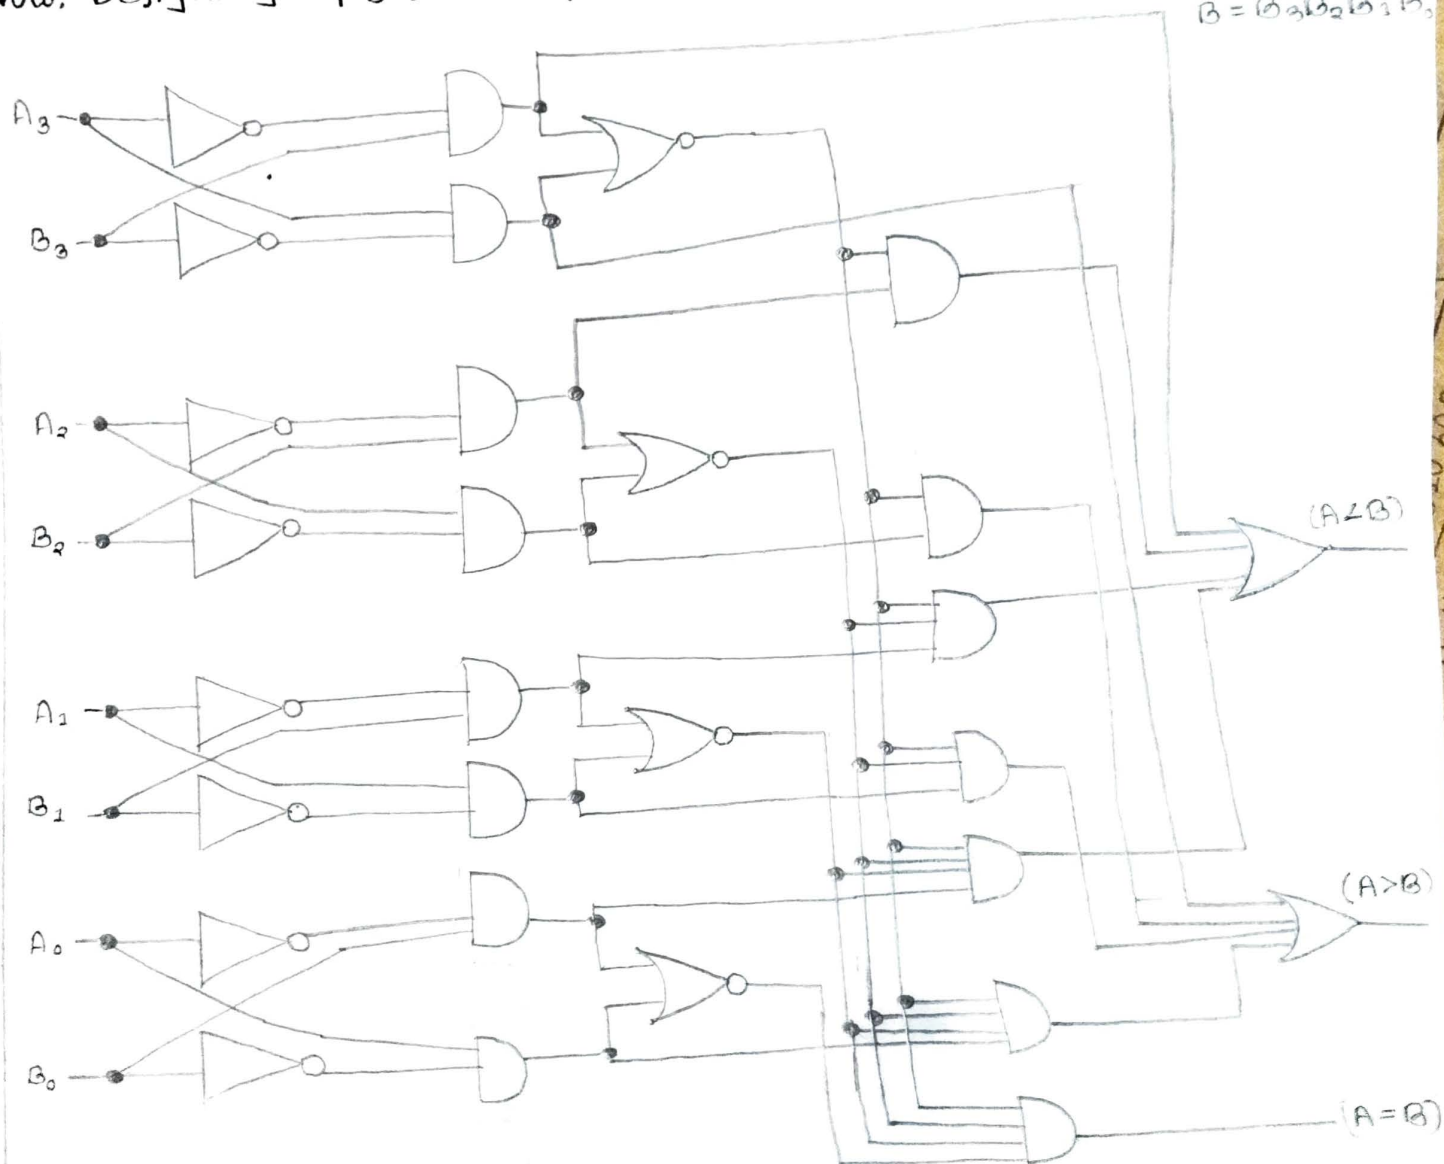 B = B₃B₂B₁B₀
A₃
B₃
A₂
B₂
(A<B)
A₁
B₁
(A>B)
A₀
B₀
(A=B)